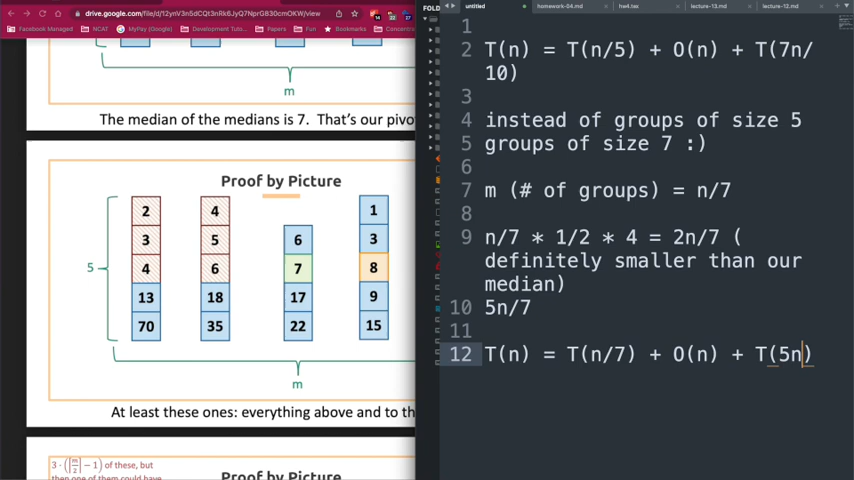 drive.google.com/file/d/12ynV3n5dCQt3nRk6JyQ7NprG830cmOKW/view
Facebook Managed
NCAT
MyPay (Google)
Development Tutor...
Papers
Fun
Bookmarks
m
The median of the medians is 7. That's our pivo
Proof by Picture
2 4 1
3 5 6 3
4 6 7 8
5
13 18 17 9
70 35 22 15
m
At least these ones: everything above and to th
of these, but
then one of them could have
Proof by Picture
FOLD
untitled
homework-04.md
hw4.tex
lecture-13.md
lecture-12.md
1
2 T(n) = T(n/5) + O(n) + T(7n/
10)
3
4 instead of groups of size 5
5 groups of size 7 :)
6
7 m (# of groups) = n/7
8
9 n/7 * 1/2 * 4 = 2n/7 (
definitely smaller than our
median)
10 5n/7
11
12 T(n) = T(n/7) + O(n) + T(5n)